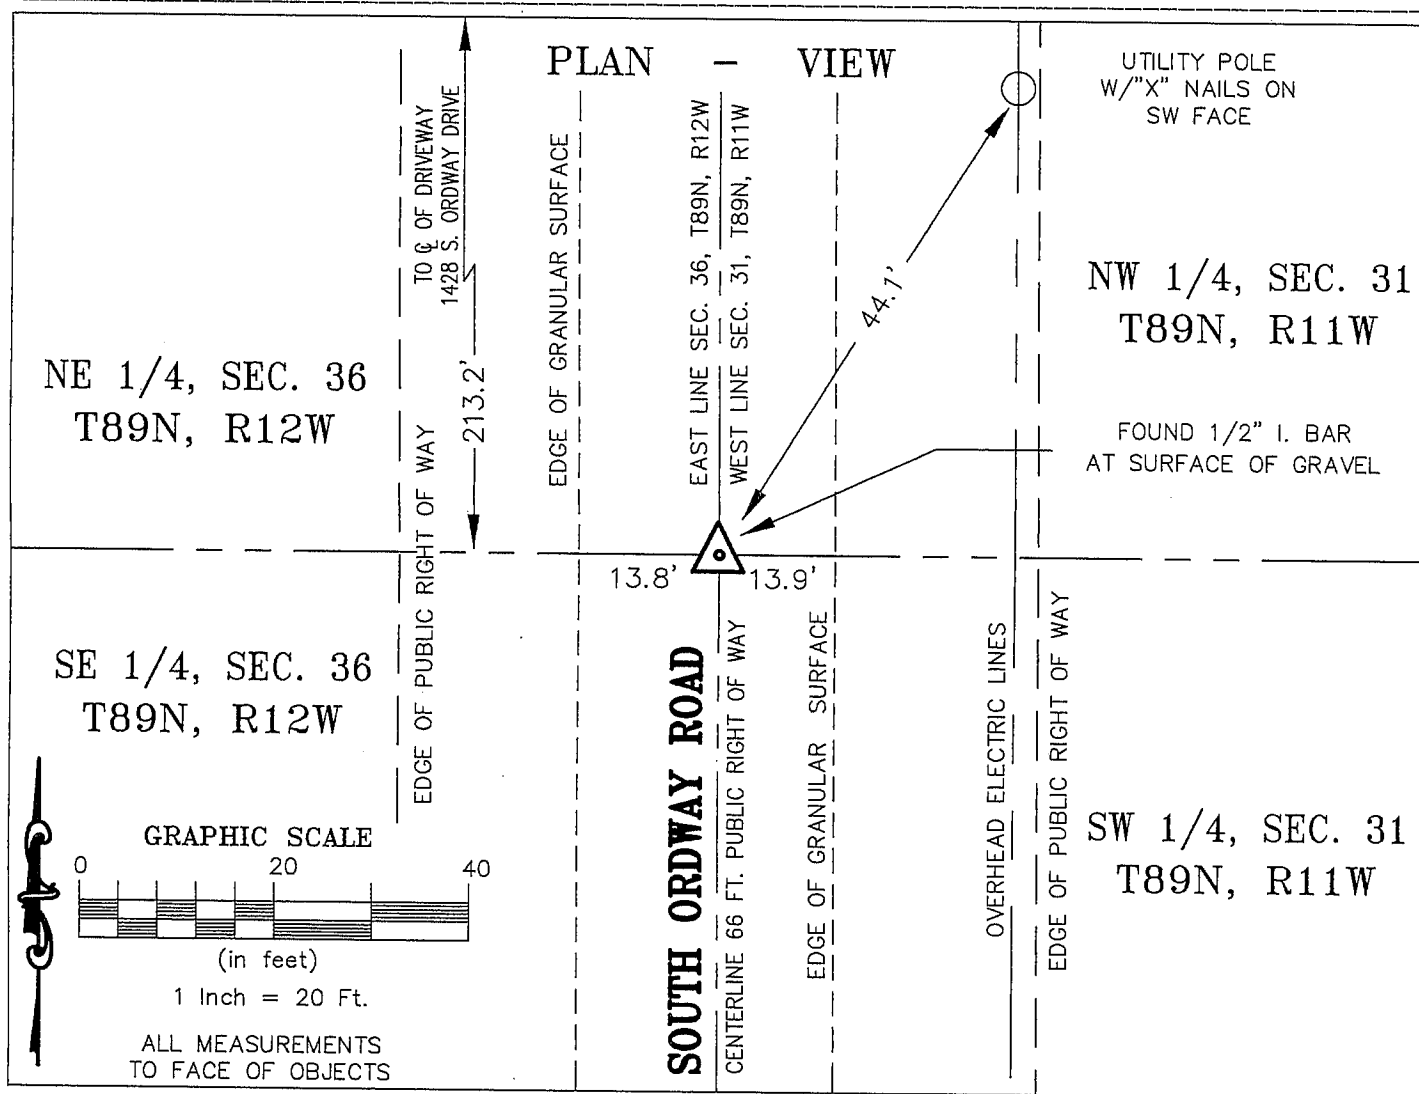 PLAN - VIEW
UTILITY POLE
W/"X" NAILS ON
SW FACE
TO ℄ OF DRIVEWAY
1428 S. ORDWAY DRIVE
213.2'
EDGE OF GRANULAR SURFACE
EAST LINE SEC. 36, T89N, R12W
WEST LINE SEC. 31, T89N, R11W
44.1'
NW 1/4, SEC. 31
T89N, R11W
NE 1/4, SEC. 36
T89N, R12W
FOUND 1/2" I. BAR
AT SURFACE OF GRAVEL
EDGE OF PUBLIC RIGHT OF WAY
13.8'
13.9'
SE 1/4, SEC. 36
T89N, R12W
SOUTH ORDWAY ROAD
CENTERLINE 66 FT. PUBLIC RIGHT OF WAY
EDGE OF GRANULAR SURFACE
OVERHEAD ELECTRIC LINES
EDGE OF PUBLIC RIGHT OF WAY
SW 1/4, SEC. 31
T89N, R11W
GRAPHIC SCALE
0 20 40
(in feet)
1 Inch = 20 Ft.
ALL MEASUREMENTS
TO FACE OF OBJECTS